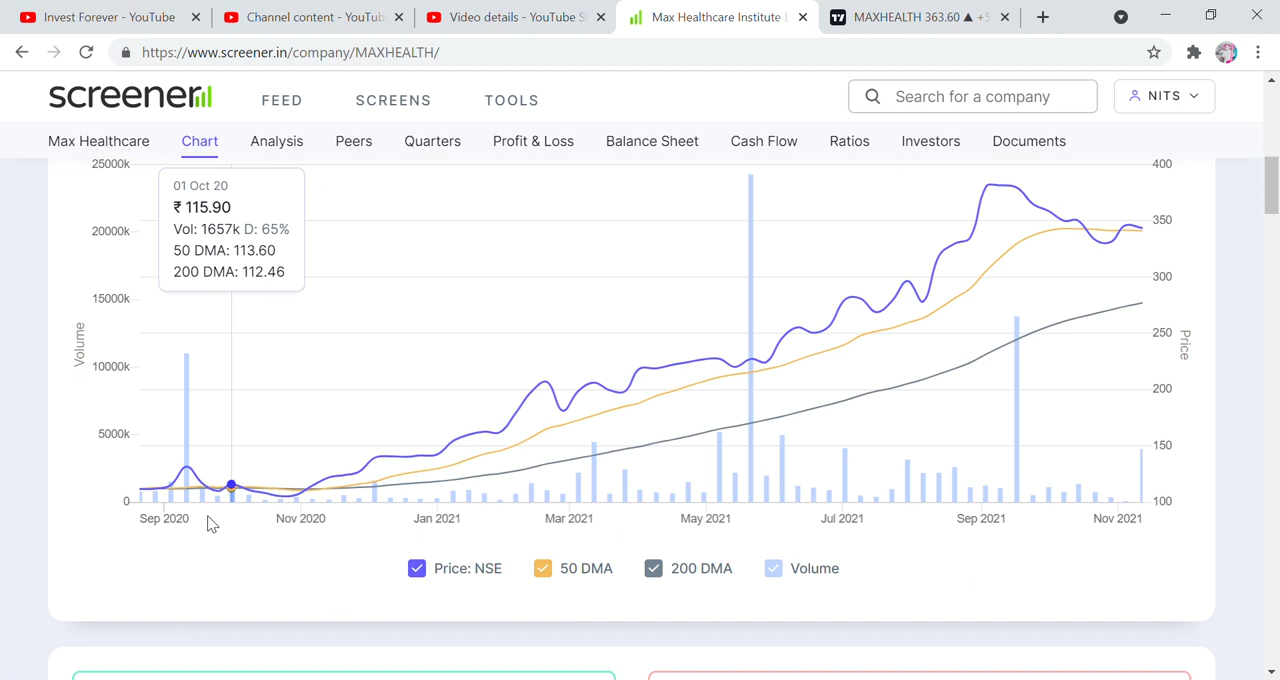 Invest Forever - YouTube
Channel content - YouTub
Video details - YouTube S
Max Healthcare Institute L
MAXHEALTH 363.60 ▲ +5
https://www.screener.in/company/MAXHEALTH/
screener
FEED
SCREENS
TOOLS
Search for a company
NITS
Max Healthcare
Chart
Analysis
Peers
Quarters
Profit & Loss
Balance Sheet
Cash Flow
Ratios
Investors
Documents
25000k
20000k
15000k
10000k
5000k
0
Volume
01 Oct 20
₹ 115.90
Vol: 1657k D: 65%
50 DMA: 113.60
200 DMA: 112.46
400
350
300
250
200
150
100
Price
Sep 2020
Nov 2020
Jan 2021
Mar 2021
May 2021
Jul 2021
Sep 2021
Nov 2021
Price: NSE
50 DMA
200 DMA
Volume